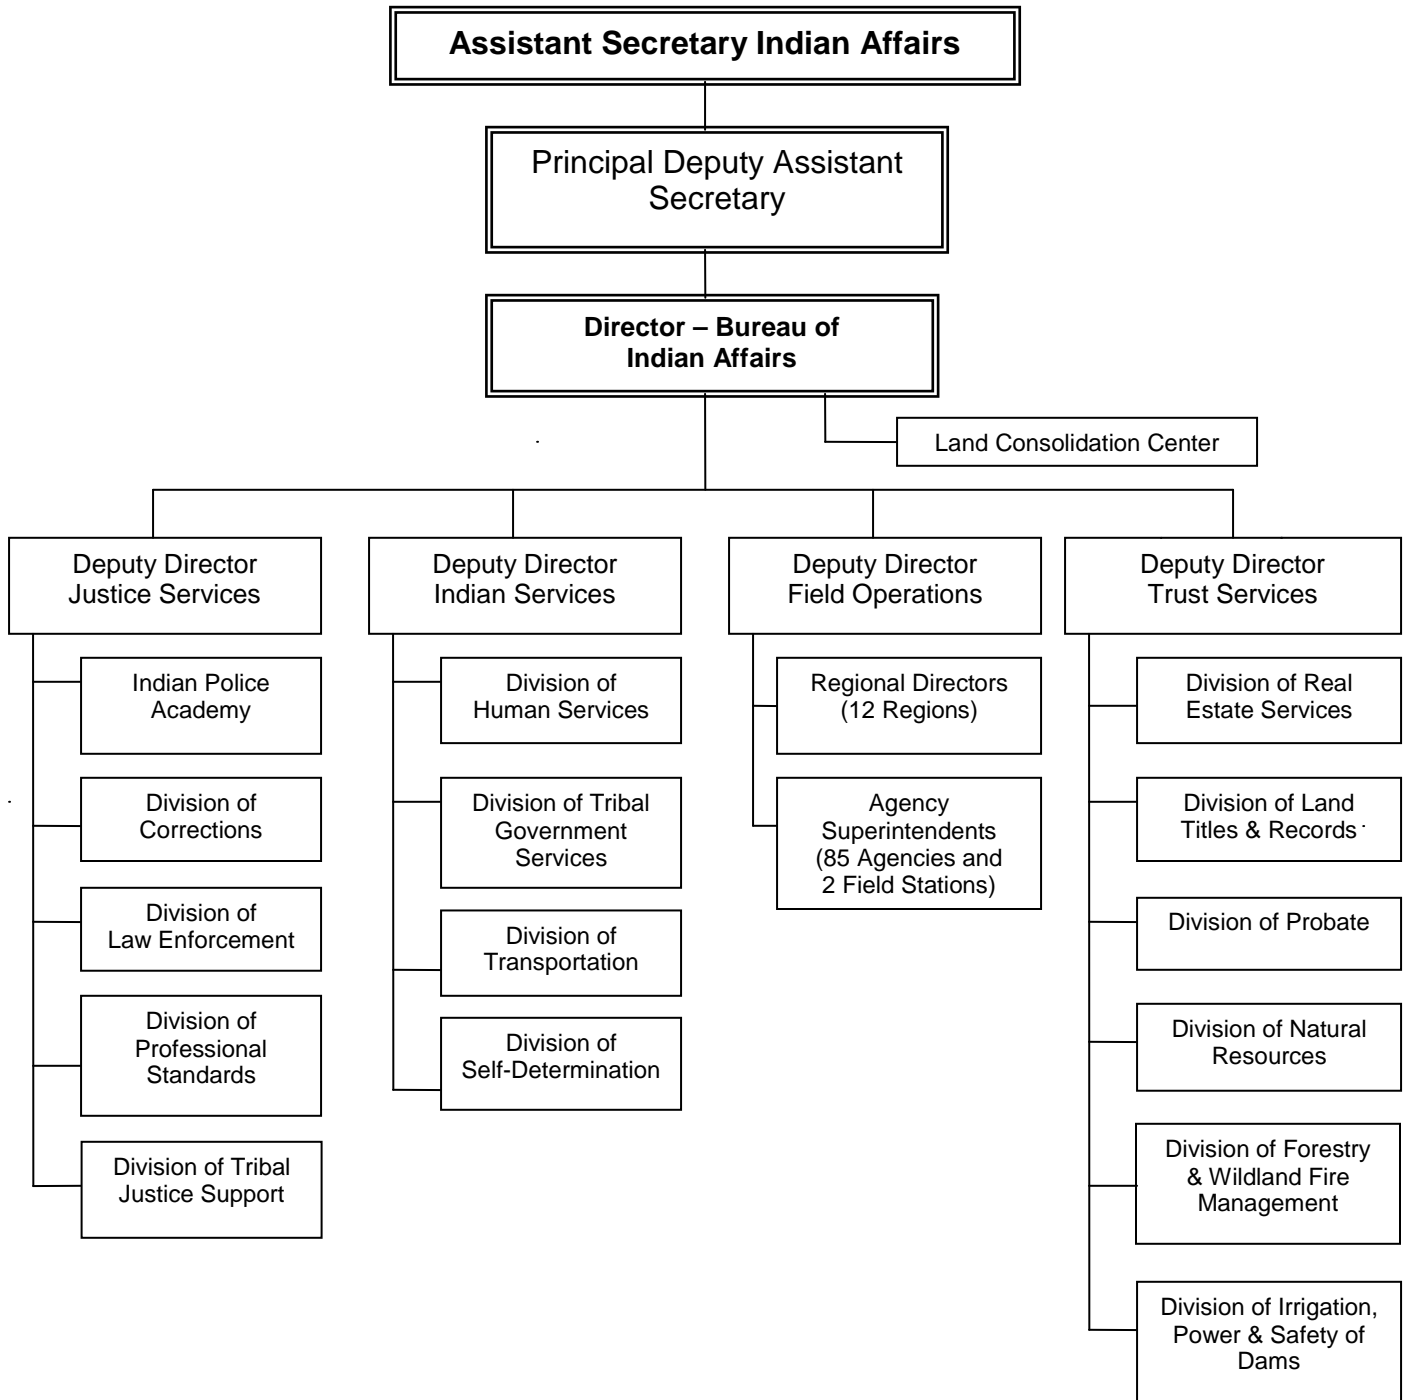 Assistant Secretary Indian Affairs
Principal Deputy Assistant
Secretary
Director – Bureau of
Indian Affairs
Land Consolidation Center
Deputy Director
Justice Services
Indian Police
Academy
Division of
Corrections
Division of
Law Enforcement
Division of
Professional
Standards
Division of Tribal
Justice Support
Deputy Director
Indian Services
Division of
Human Services
Division of Tribal
Government
Services
Division of
Transportation
Division of
Self-Determination
Deputy Director
Field Operations
Regional Directors
(12 Regions)
Agency
Superintendents
(85 Agencies and
2 Field Stations)
Deputy Director
Trust Services
Division of Real
Estate Services
Division of Land
Titles & Records
Division of Probate
Division of Natural
Resources
Division of Forestry
& Wildland Fire
Management
Division of Irrigation,
Power & Safety of
Dams